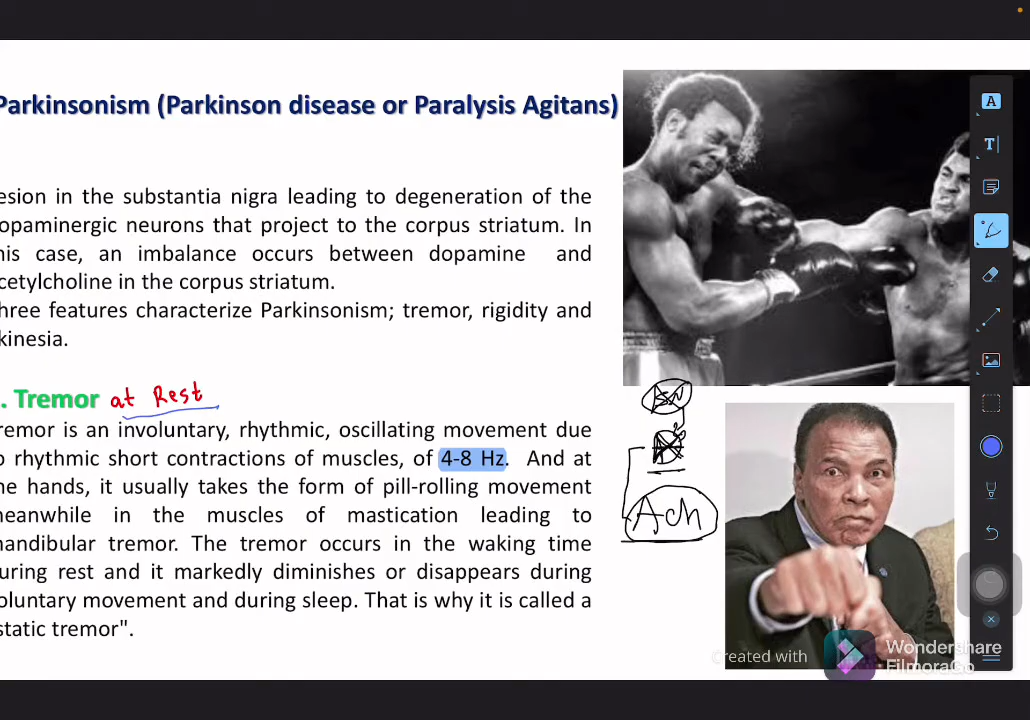 Parkinsonism (Parkinson disease or Paralysis Agitans)
esion in the substantia nigra leading to degeneration of the
opaminergic neurons that project to the corpus striatum. In
his case, an imbalance occurs between dopamine and
cetylcholine in the corpus striatum.
hree features characterize Parkinsonism; tremor, rigidity and
kinesia.
. Tremor at Rest
remor is an involuntary, rhythmic, oscillating movement due
o rhythmic short contractions of muscles, of 4-8 Hz. And at
he hands, it usually takes the form of pill-rolling movement
meanwhile in the muscles of mastication leading to
mandibular tremor. The tremor occurs in the waking time
uring rest and it markedly diminishes or disappears during
oluntary movement and during sleep. That is why it is called a
static tremor".
SN
Ach
A
T
created with
Wondershare
FilmoraGo